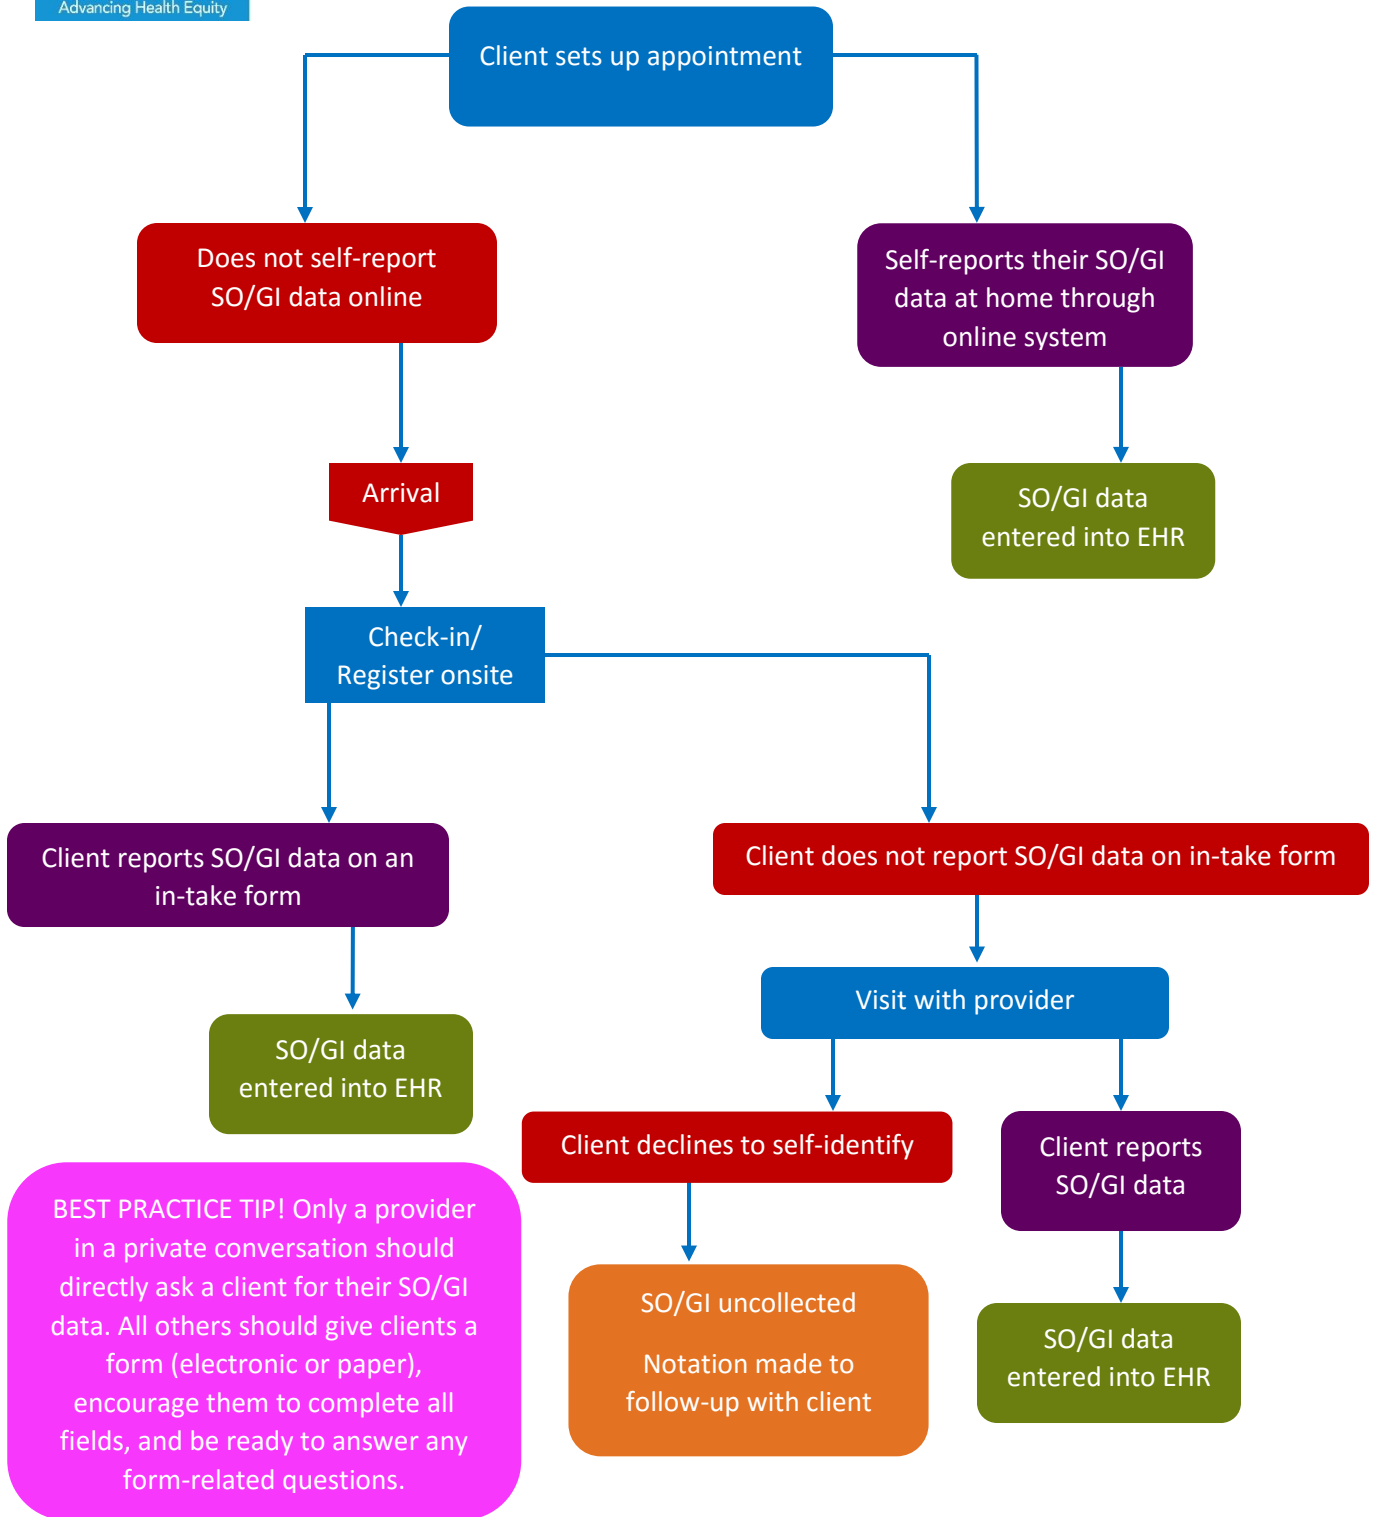 Advancing Health Equity
Client sets up appointment
Does not self-report
SO/GI data online
Self-reports their SO/GI
data at home through
online system
Arrival
SO/GI data
entered into EHR
Check-in/
Register onsite
Client reports SO/GI data on an
in-take form
Client does not report SO/GI data on in-take form
Visit with provider
SO/GI data
entered into EHR
Client declines to self-identify
Client reports
SO/GI data
BEST PRACTICE TIP! Only a provider
in a private conversation should
directly ask a client for their SO/GI
data. All others should give clients a
form (electronic or paper),
encourage them to complete all
fields, and be ready to answer any
form-related questions.
SO/GI uncollected
Notation made to
follow-up with client
SO/GI data
entered into EHR